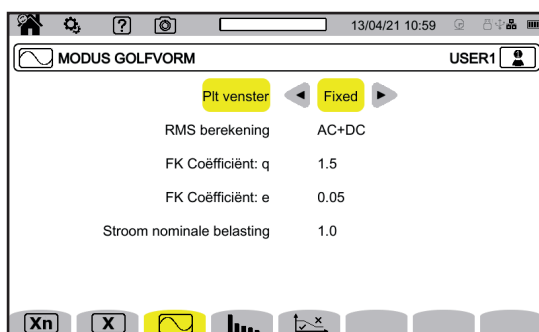 13/04/21 10:59
MODUS GOLFVORM USER1
Plt venster Fixed
RMS berekening AC+DC
FK Coëfficiënt: q 1.5
FK Coëfficiënt: e 0.05
Stroom nominale belasting 1.0
Xn X